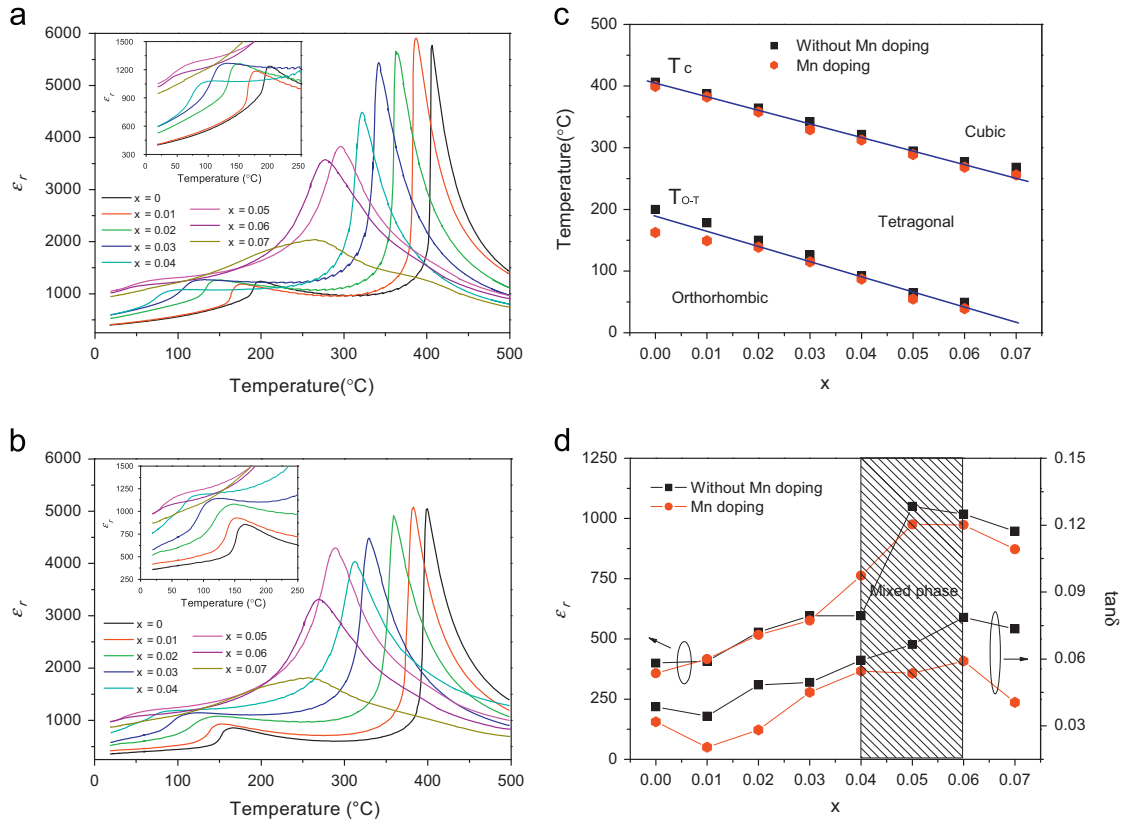 a
6000
5000
4000
3000
2000
1000
ε_r
0
100
200
300
400
500
Temperature(°C)
1500
1200
900
600
300
ε_r
0
50
100
150
200
250
Temperature (°C)
x = 0
x = 0.01
x = 0.02
x = 0.03
x = 0.04
x = 0.05
x = 0.06
x = 0.07
b
6000
5000
4000
3000
2000
1000
ε_r
0
100
200
300
400
500
Temperature (°C)
1500
1250
1000
750
500
250
ε_r
0
50
100
150
200
250
Temperature (°C)
x = 0
x = 0.01
x = 0.02
x = 0.03
x = 0.04
x = 0.05
x = 0.06
x = 0.07
c
500
400
300
200
100
0
Temperature(°C)
Without Mn doping
Mn doping
T_C
Cubic
T_O-T
Tetragonal
Orthorhombic
0.00
0.01
0.02
0.03
0.04
0.05
0.06
0.07
x
d
1250
1000
750
500
250
0
ε_r
Without Mn doping
Mn doping
Mixed phase
0.15
0.12
0.09
0.06
0.03
tanδ
0.00
0.01
0.02
0.03
0.04
0.05
0.06
0.07
x